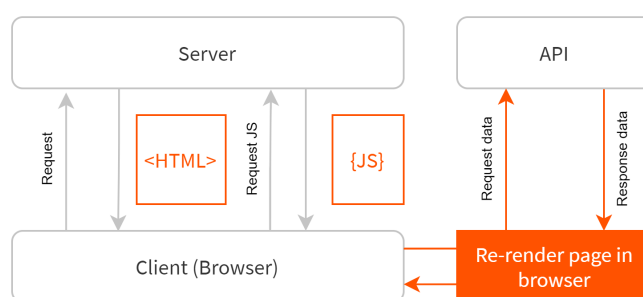 Server
API
Request
<HTML>
Request JS
{JS}
Request data
Response data
Client (Browser)
Re-render page in
browser